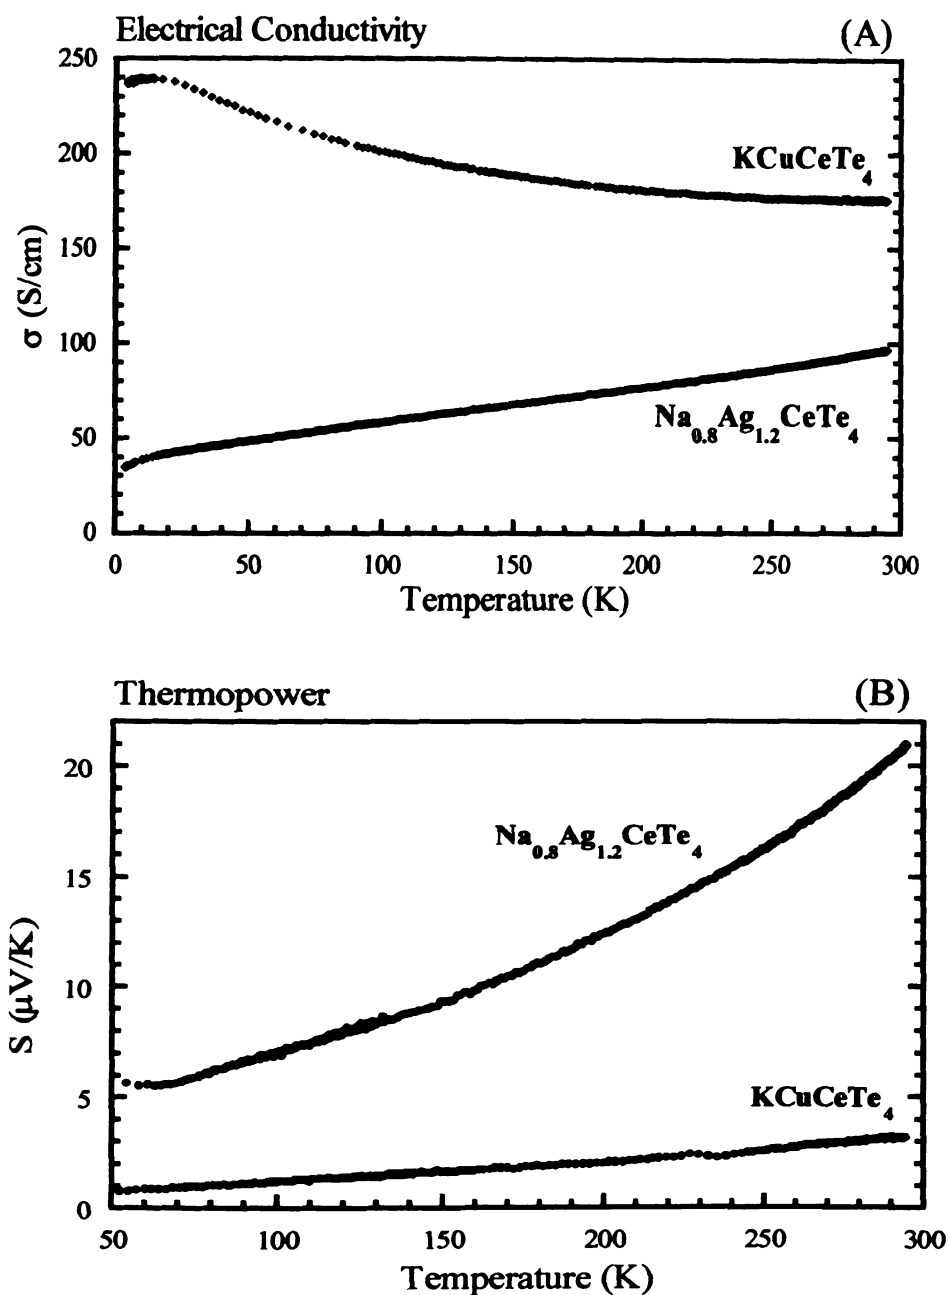 Electrical Conductivity (A)
250
200
150
100
50
0
σ (S/cm)
KCuCeTe₄
Na₀.₈Ag₁.₂CeTe₄
0 50 100 150 200 250 300
Temperature (K)
Thermopower (B)
20
15
10
5
0
S (μV/K)
Na₀.₈Ag₁.₂CeTe₄
KCuCeTe₄
50 100 150 200 250 300
Temperature (K)